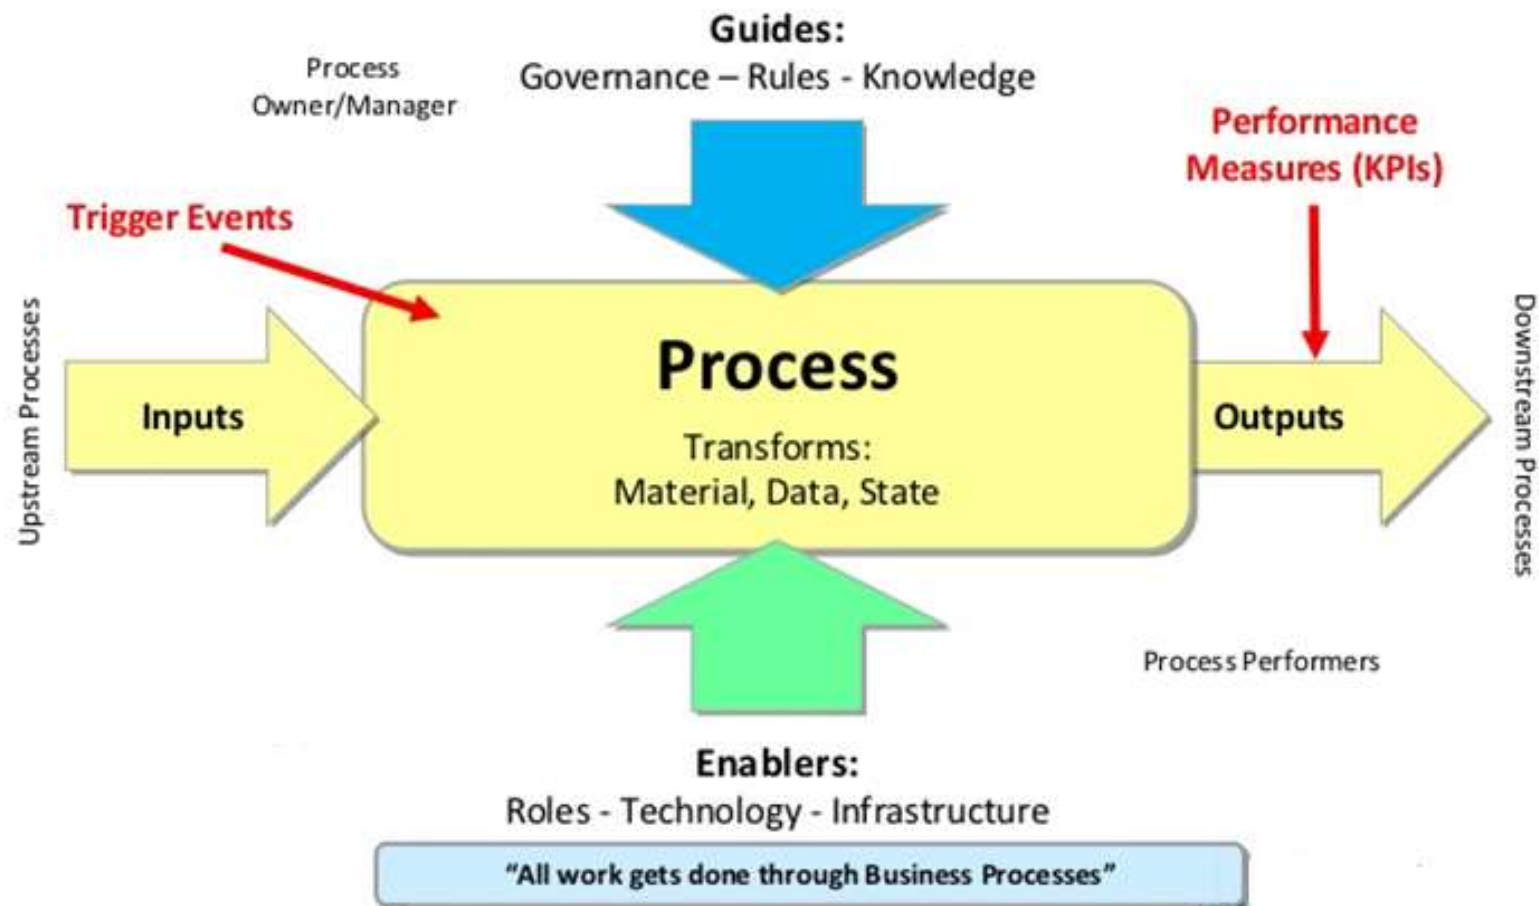 Guides:
Governance – Rules - Knowledge
Process
Owner/Manager
Performance
Measures (KPIs)
Trigger Events
Upstream Processes
Inputs
Process
Transforms:
Material, Data, State
Outputs
Downstream Processes
Process Performers
Enablers:
Roles - Technology - Infrastructure
“All work gets done through Business Processes”